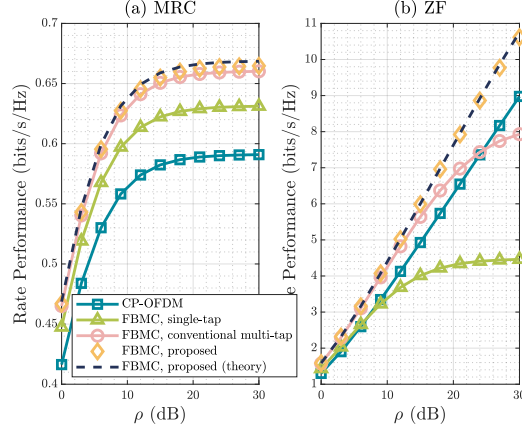 (a) MRC
(b) ZF
Rate Performance (bits/s/Hz)
0.7
0.65
0.6
0.55
0.5
0.45
0.4
0
10
20
30
ρ (dB)
e Performance (bits/s/Hz)
11
10
9
8
7
6
5
4
3
2
1
0
10
20
30
ρ (dB)
CP-OFDM
FBMC, single-tap
FBMC, conventional multi-tap
FBMC, proposed
FBMC, proposed (theory)